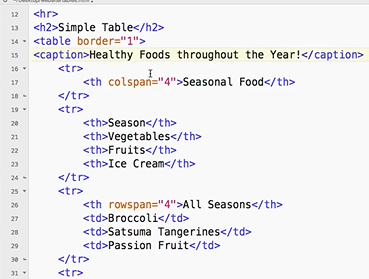 12 <hr>
13 <h2>Simple Table</h2>
14 <table border="1">
15 <caption>Healthy Foods throughout the Year!</caption>
16 <tr>
17 <th colspan="4">Seasonal Food</th>
18 </tr>
19 <tr>
20 <th>Season</th>
21 <th>Vegetables</th>
22 <th>Fruits</th>
23 <th>Ice Cream</th>
24 </tr>
25 <tr>
26 <th rowspan="4">All Seasons</th>
27 <td>Broccoli</td>
28 <td>Satsuma Tangerines</td>
29 <td>Passion Fruit</td>
30 </tr>
31 <tr>